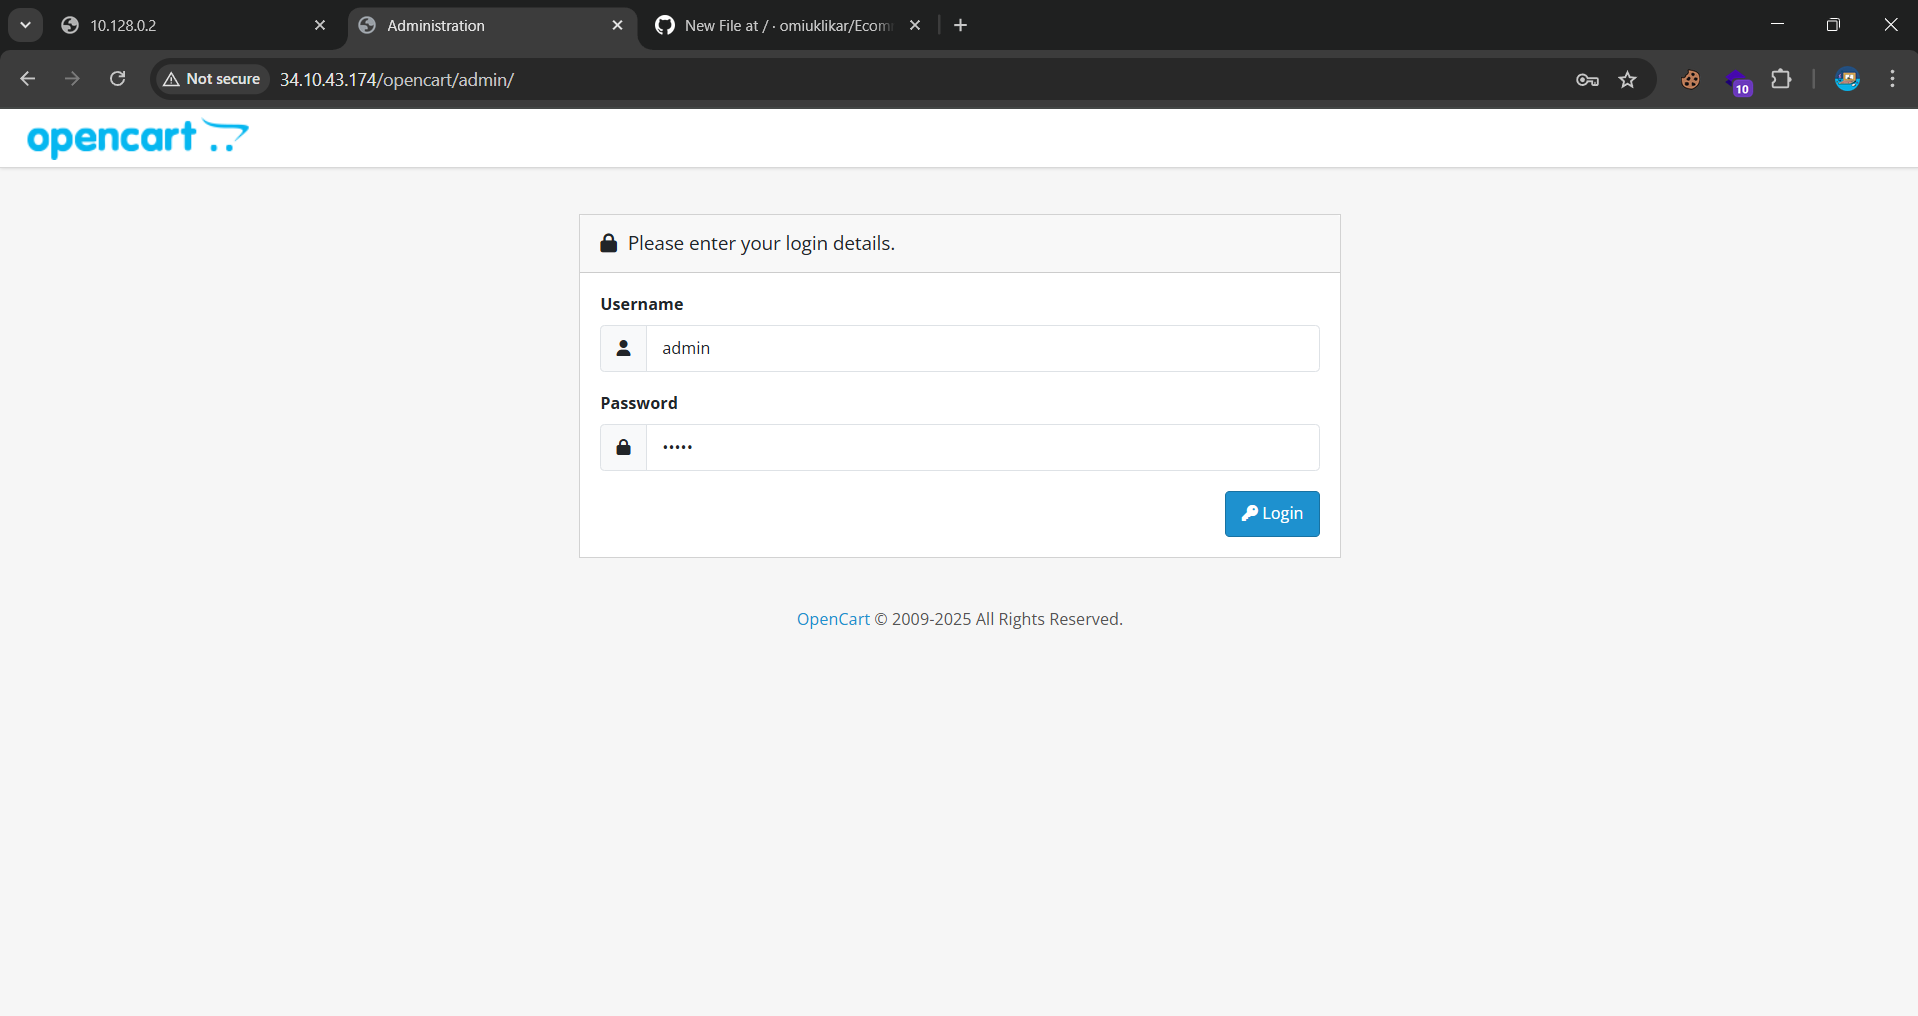 10.128.0.2
Administration
New File at / · omiuklikar/Ecom
Not secure
34.10.43.174/opencart/admin/
10
opencart
Please enter your login details.
Username
admin
Password
•••••
Login
OpenCart © 2009-2025 All Rights Reserved.